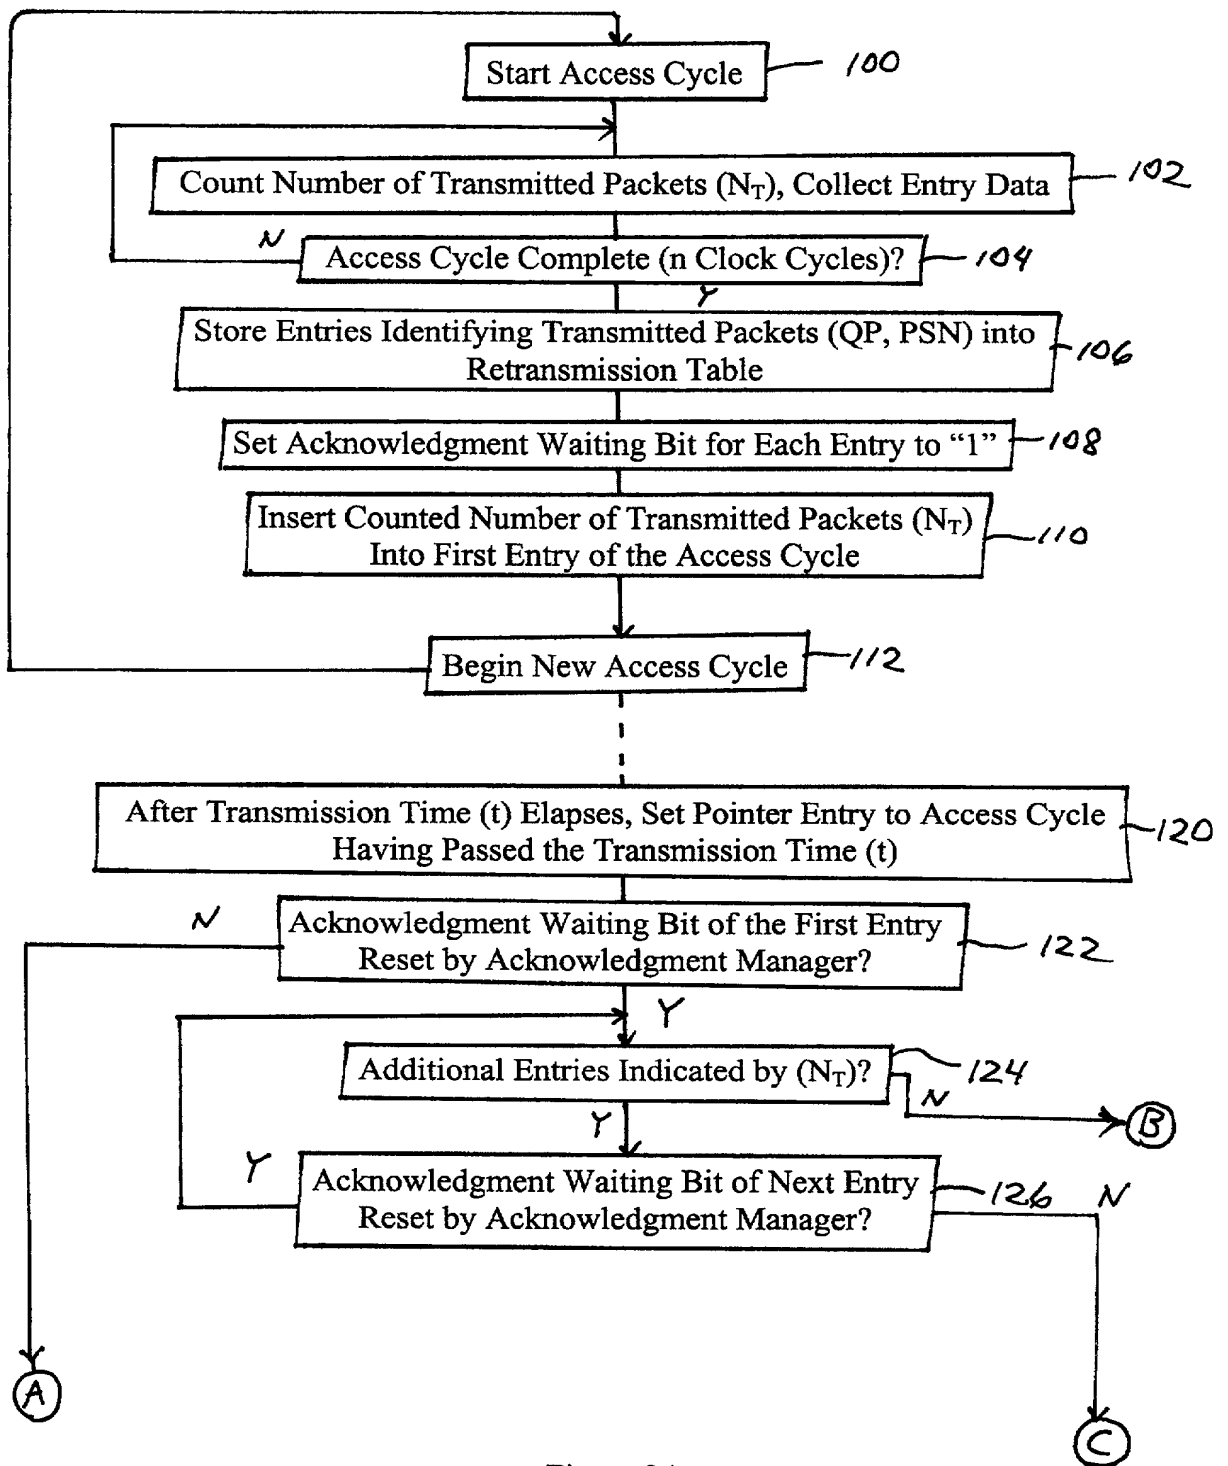 Start Access Cycle
100
Count Number of Transmitted Packets (NT), Collect Entry Data
102
N
Access Cycle Complete (n Clock Cycles)?
104
Y
Store Entries Identifying Transmitted Packets (QP, PSN) into
Retransmission Table
106
Set Acknowledgment Waiting Bit for Each Entry to “1”
108
Insert Counted Number of Transmitted Packets (NT)
Into First Entry of the Access Cycle
110
Begin New Access Cycle
112
After Transmission Time (t) Elapses, Set Pointer Entry to Access Cycle
Having Passed the Transmission Time (t)
120
N
Acknowledgment Waiting Bit of the First Entry
Reset by Acknowledgment Manager?
122
Y
Additional Entries Indicated by (NT)?
124
N
B
Y
Y
Acknowledgment Waiting Bit of Next Entry
Reset by Acknowledgment Manager?
126
N
A
C